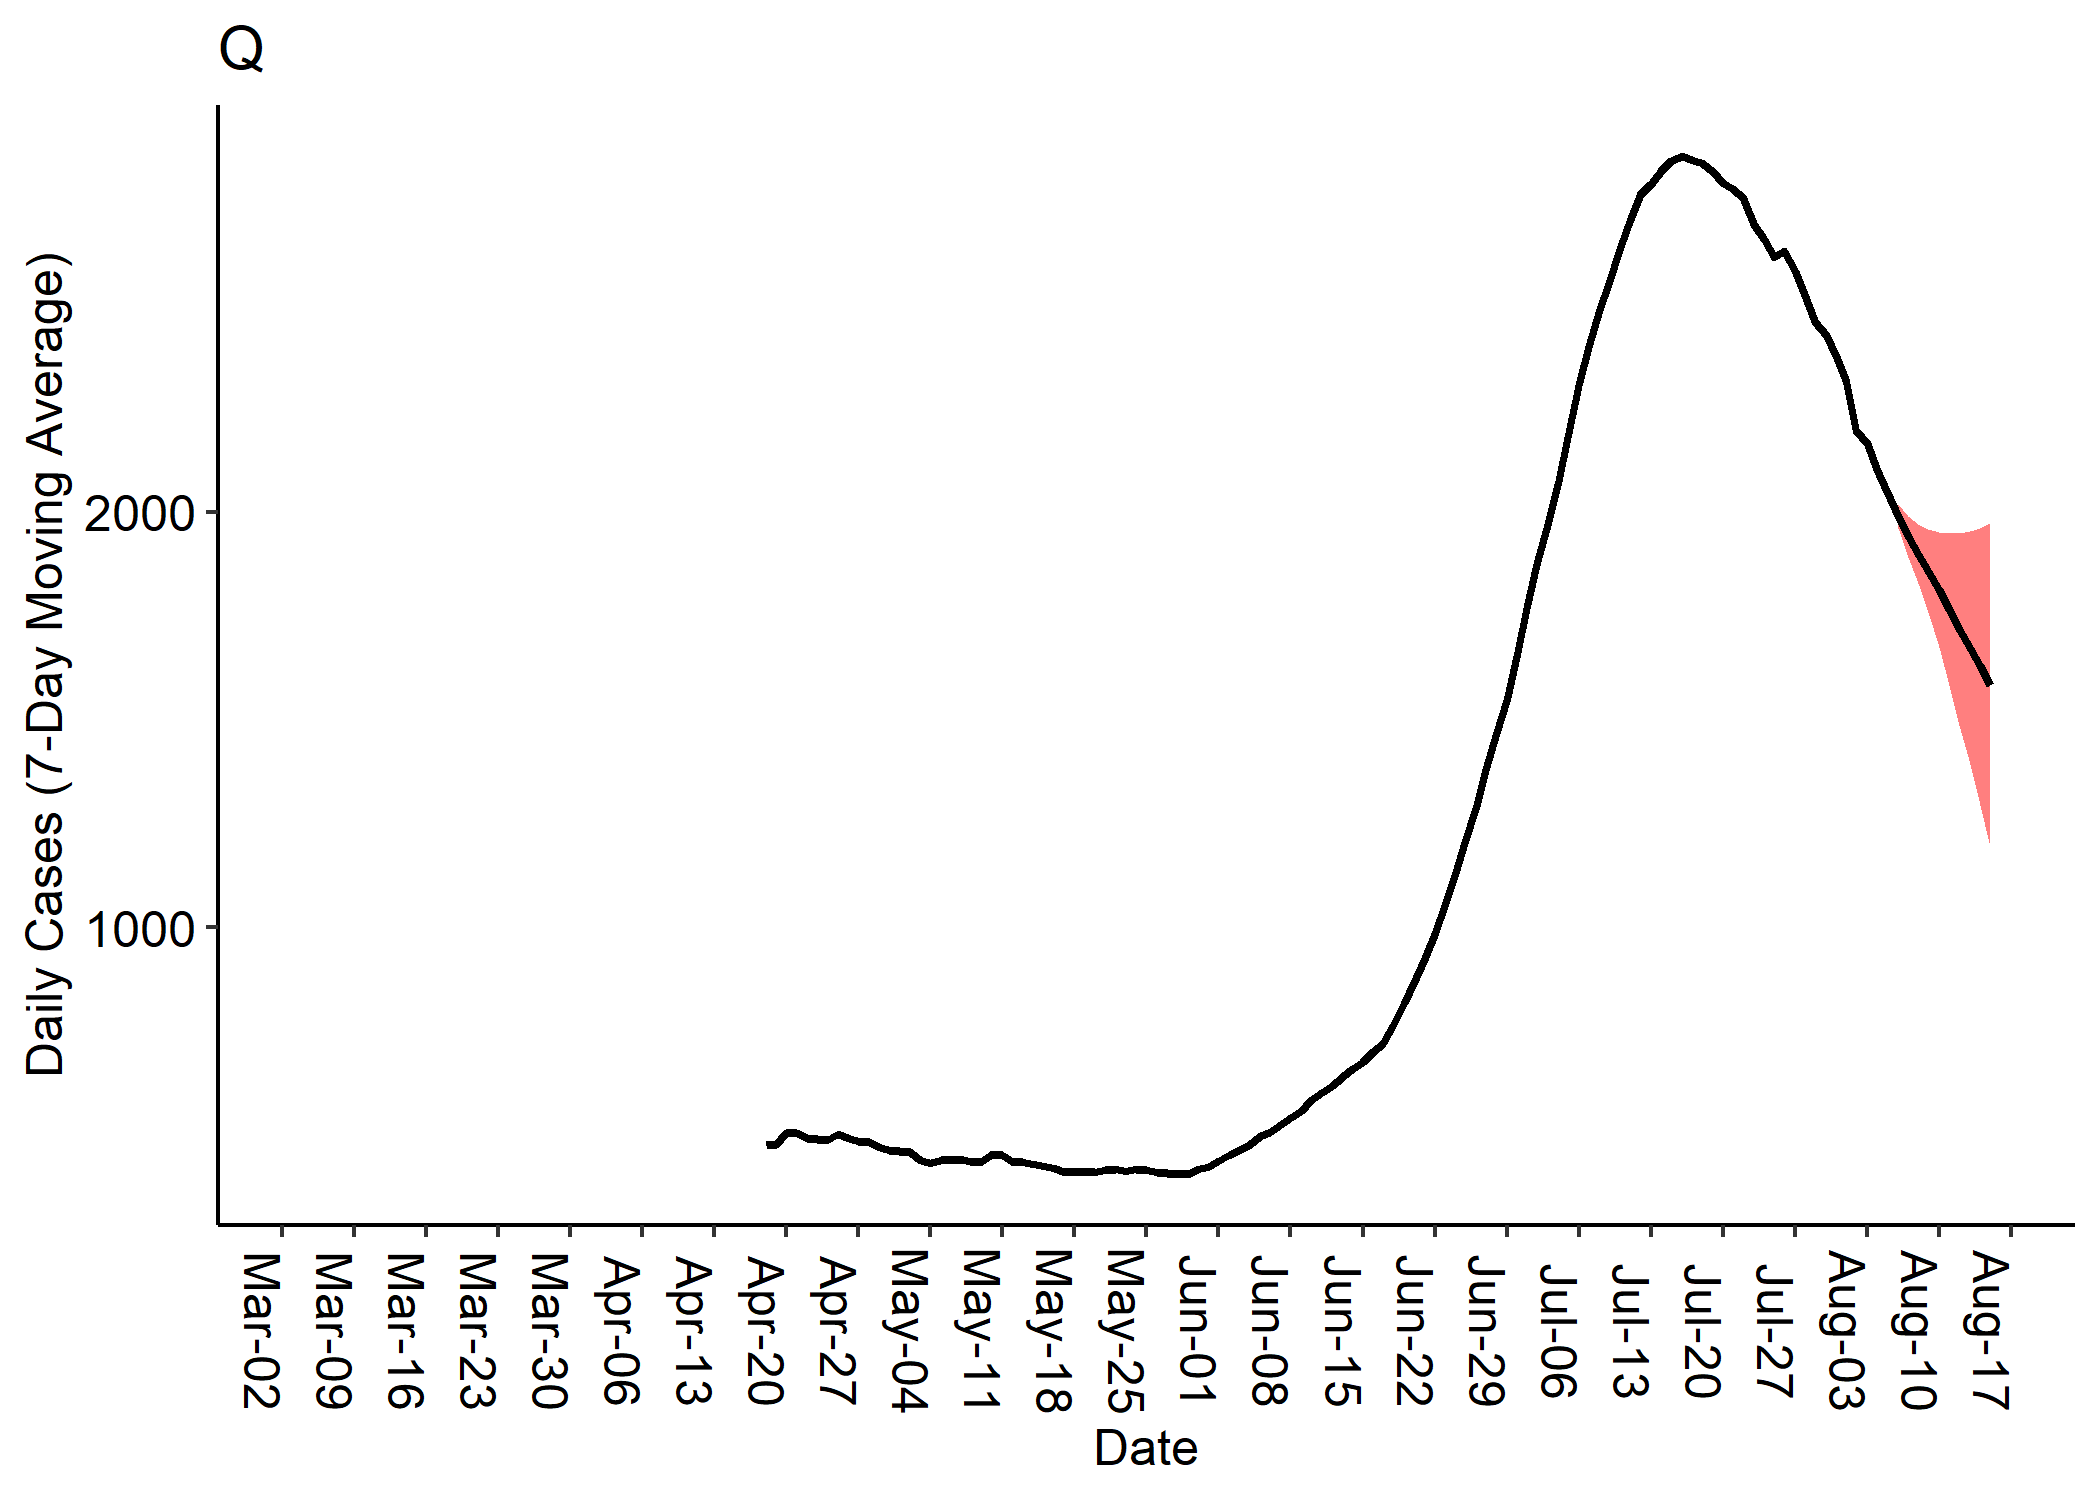 Q
Daily Cases (7-Day Moving Average)
2000
1000
Mar-02
Mar-09
Mar-16
Mar-23
Mar-30
Apr-06
Apr-13
Apr-20
Apr-27
May-04
May-11
May-18
May-25
Jun-01
Jun-08
Jun-15
Jun-22
Jun-29
Jul-06
Jul-13
Jul-20
Jul-27
Aug-03
Aug-10
Aug-17
Date